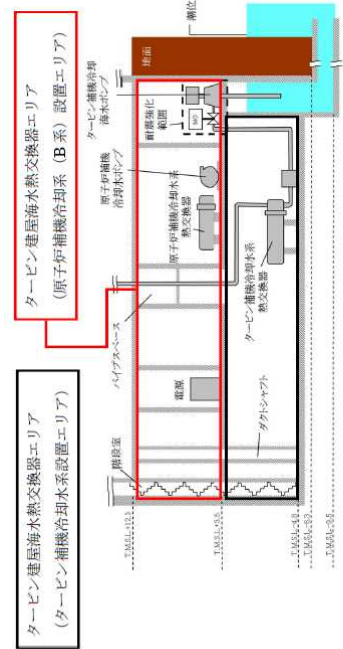 タービン建屋海水熱交換器エリア
(原子炉補機冷却系(B系)設置エリア)
タービン建屋海水熱交換器エリア
(タービン補機冷却水系設置エリア)
潮位
地面
タービン補機冷却
海水ポンプ
耐震強化
範囲
MO
原子炉補機
冷却水ポンプ
原子炉補機冷却水系
熱交換器
パイプスペース
電源
階段室
タービン補機冷却水系
熱交換器
ダクトシャフト
T.M.S.L.+12.3
T.M.S.L.+3.5
T.M.S.L.-4.8
T.M.S.L.-6.3
T.M.S.L.-9.5